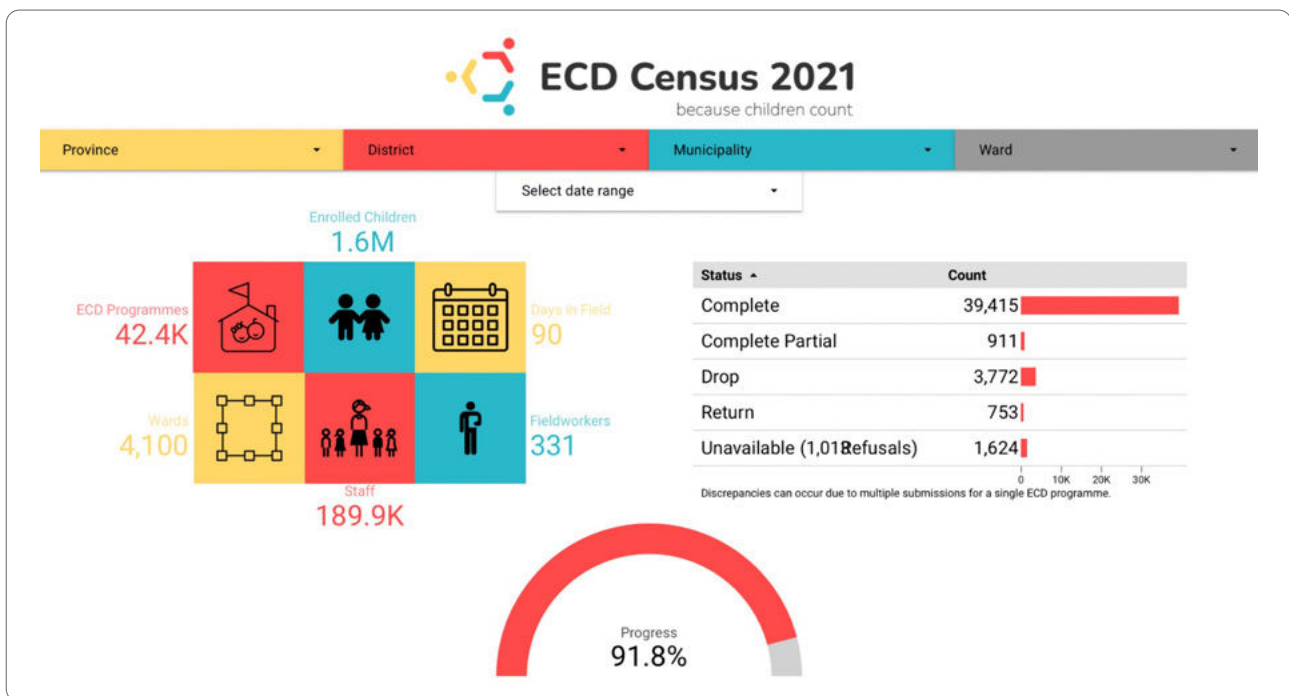 ECD Census 2021
because children count
Province
District
Municipality
Ward
Select date range
Enrolled Children
1.6M
ECD Programmes
42.4K
Days in Field
90
Wards
4,100
Fieldworkers
331
Staff
189.9K
Status Count
Complete 39,415
Complete Partial 911
Drop 3,772
Return 753
Unavailable (1,018 Refusals) 1,624
0 10K 20K 30K
Discrepancies can occur due to multiple submissions for a single ECD programme.
Progress
91.8%